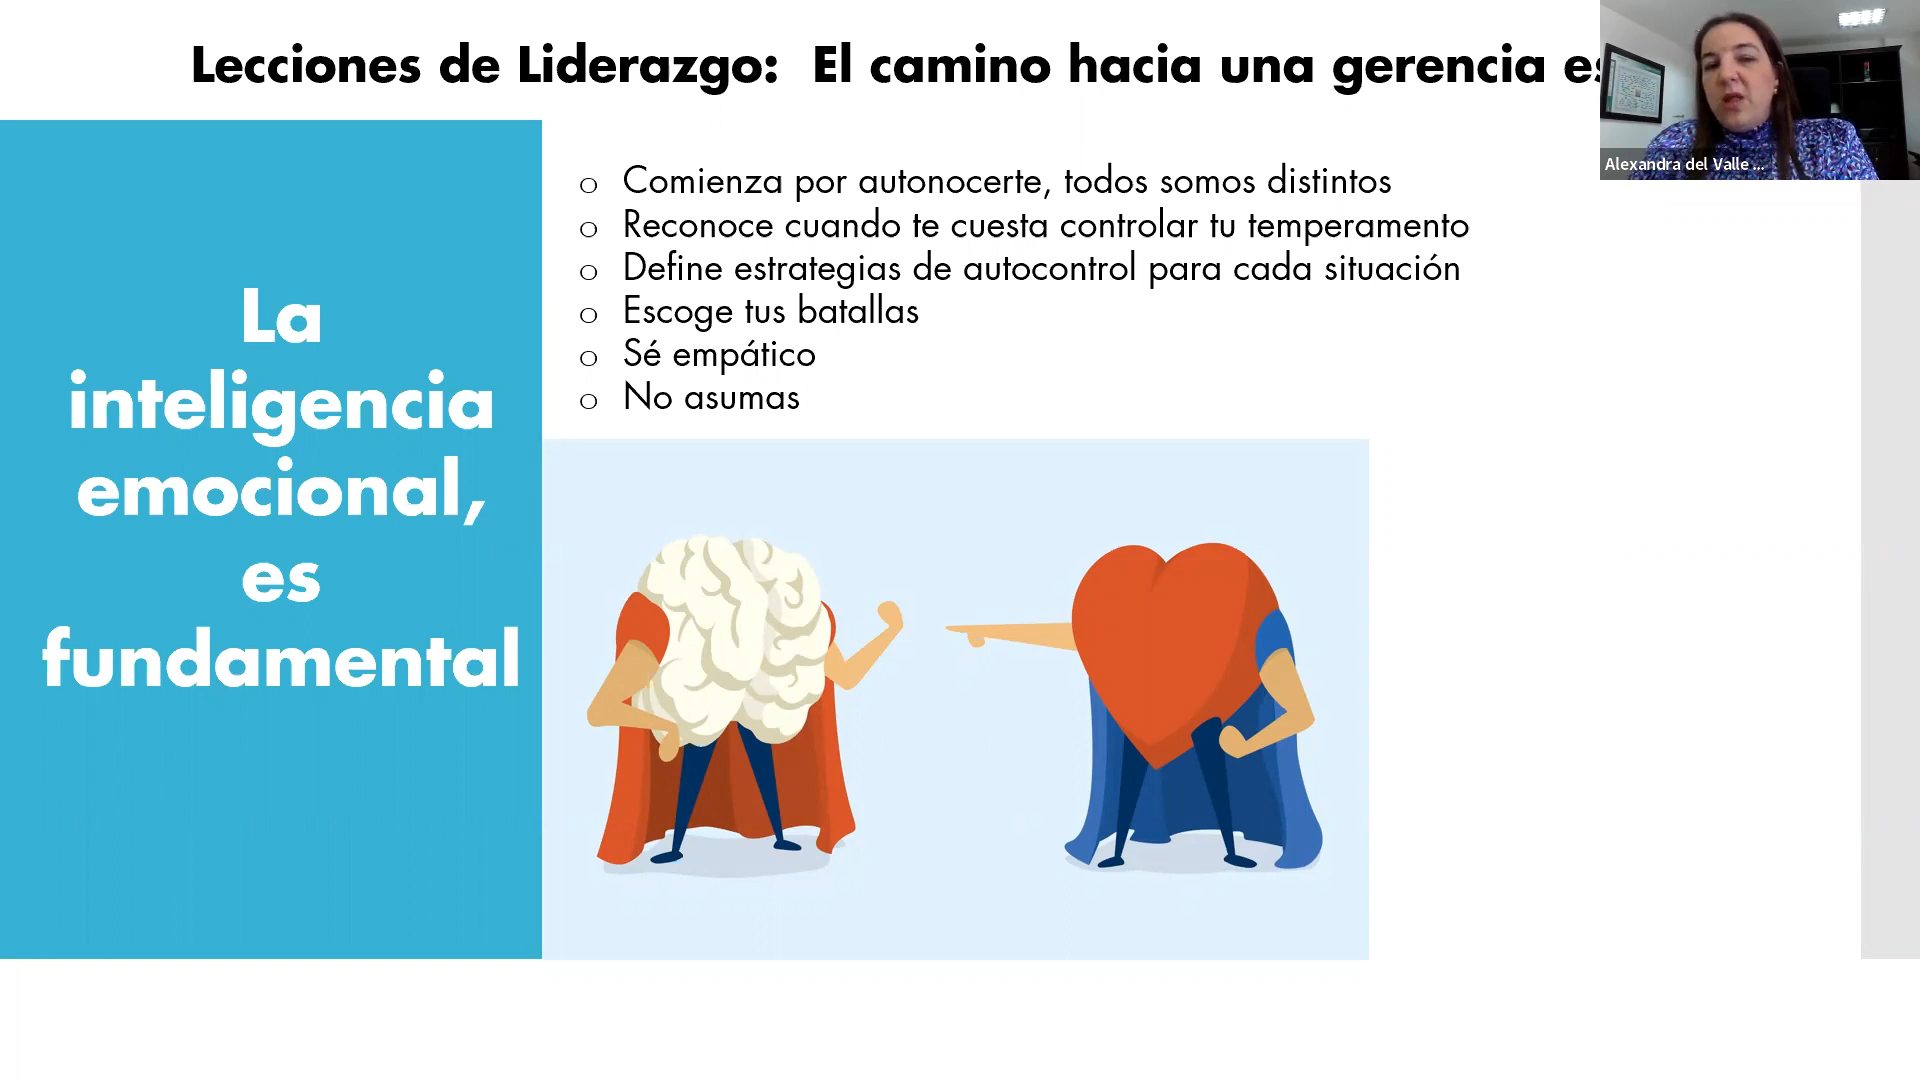 Lecciones de Liderazgo:  El camino hacia una gerencia es
Alexandra del Valle ...
La
inteligencia
emocional,
es
fundamental
o Comienza por autonocerte, todos somos distintos
o Reconoce cuando te cuesta controlar tu temperamento
o Define estrategias de autocontrol para cada situación
o Escoge tus batallas
o Sé empático
o No asumas